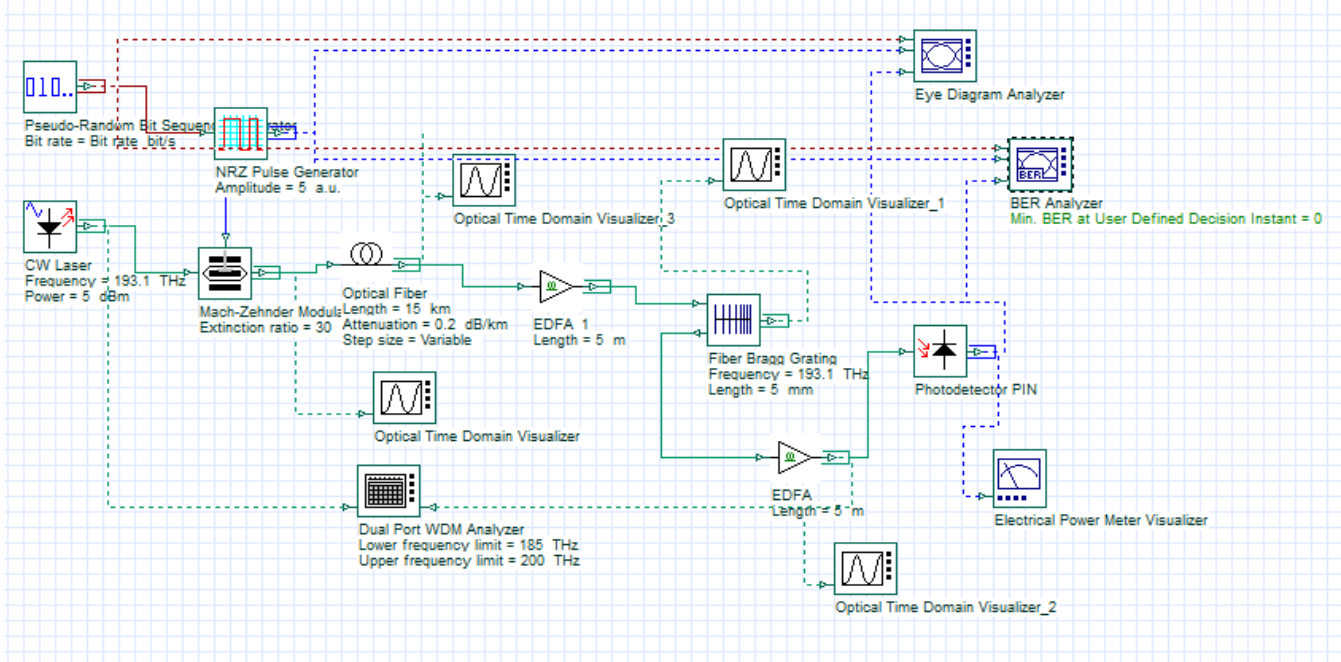 Eye Diagram Analyzer
010..
Pseudo-Random Bit Sequen
Bit rate = Bit rate bit/s
NRZ Pulse Generator
Amplitude = 5 a.u.
Optical Time Domain Visualizer_3
Optical Time Domain Visualizer_1
BER
BER Analyzer
Min. BER at User Defined Decision Instant = 0
CW Laser
Frequency = 193.1 THz
Power = 5 dBm
Mach-Zehnder Modula
Extinction ratio = 30
Optical Fiber
Length = 15 km
Attenuation = 0.2 dB/km
Step size = Variable
EDFA 1
Length = 5 m
Fiber Bragg Grating
Frequency = 193.1 THz
Length = 5 mm
Photodetector PIN
Optical Time Domain Visualizer
EDFA
Length = 5 m
Electrical Power Meter Visualizer
Dual Port WDM Analyzer
Lower frequency limit = 185 THz
Upper frequency limit = 200 THz
Optical Time Domain Visualizer_2